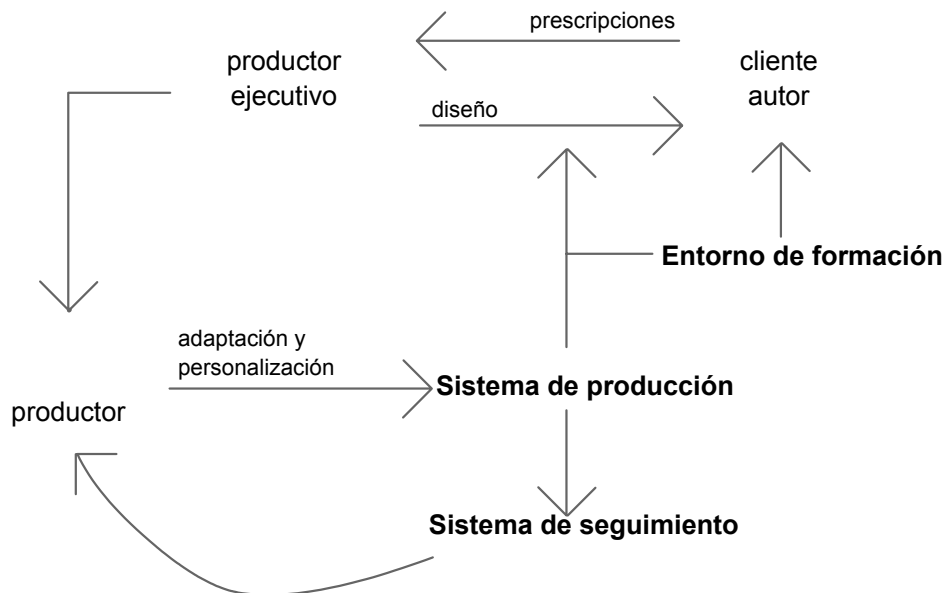 prescripciones
productor
ejecutivo
cliente
autor
diseño
Entorno de formación
adaptación y
personalización
Sistema de producción
productor
Sistema de seguimiento